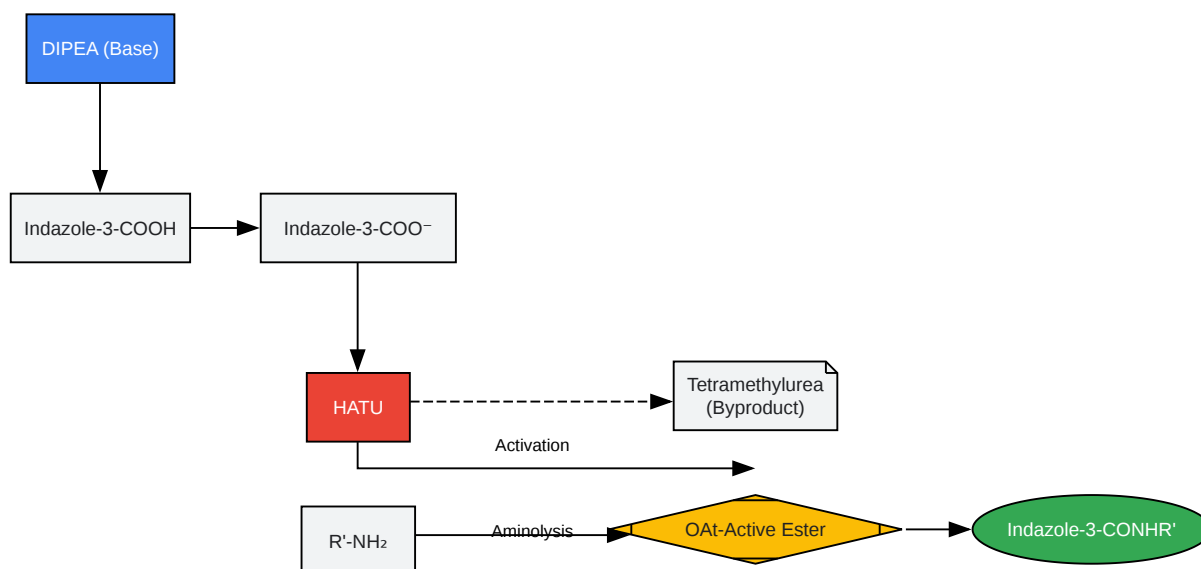 DIPEA (Base)
Indazole-3-COOH
Indazole-3-COO⁻
HATU
Tetramethylurea
(Byproduct)
Activation
R'-NH₂
Aminolysis
OAt-Active Ester
Indazole-3-CONHR'